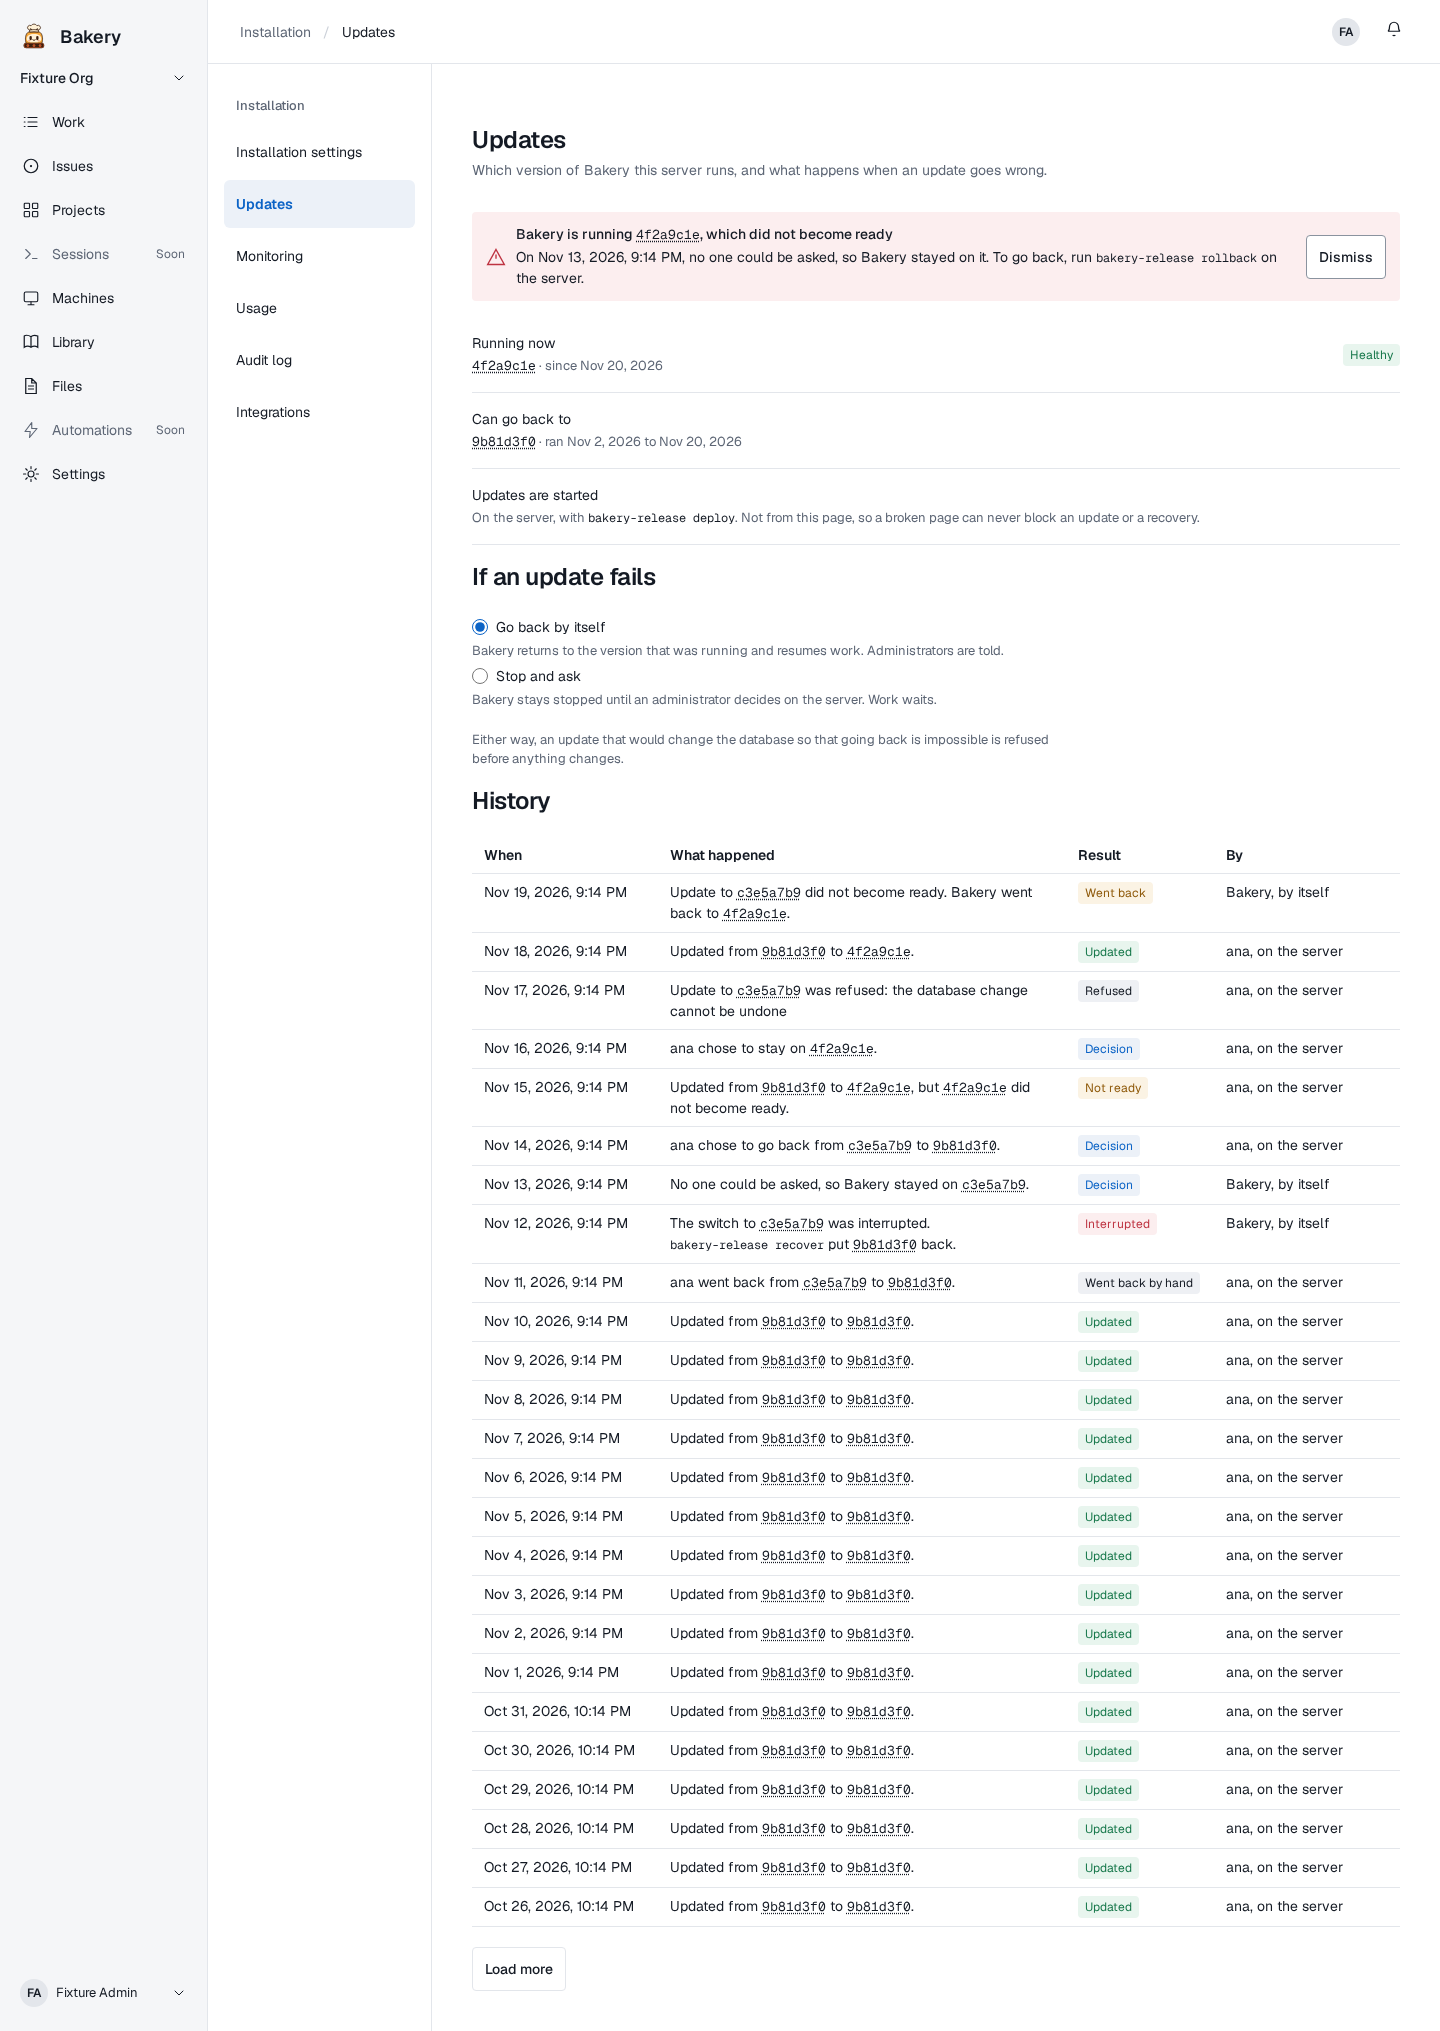 Bakery
Fixture Org
Work
Issues
Projects
Sessions Soon
Machines
Library
Files
Automations Soon
Settings
FA Fixture Admin
Installation / Updates
FA
Installation
Installation settings
Updates
Monitoring
Usage
Audit log
Integrations
Updates
Which version of Bakery this server runs, and what happens when an update goes wrong.
Bakery is running 4f2a9c1e, which did not become ready
On Nov 13, 2026, 9:14 PM, no one could be asked, so Bakery stayed on it. To go back, run bakery-release rollback on
the server.
Dismiss
Running now
4f2a9c1e · since Nov 20, 2026
Healthy
Can go back to
9b81d3f0 · ran Nov 2, 2026 to Nov 20, 2026
Updates are started
On the server, with bakery-release deploy. Not from this page, so a broken page can never block an update or a recovery.
If an update fails
Go back by itself
Bakery returns to the version that was running and resumes work. Administrators are told.
Stop and ask
Bakery stays stopped until an administrator decides on the server. Work waits.
Either way, an update that would change the database so that going back is impossible is refused
before anything changes.
History
When What happened Result By
Nov 19, 2026, 9:14 PM Update to c3e5a7b9 did not become ready. Bakery went Went back Bakery, by itself
back to 4f2a9c1e.
Nov 18, 2026, 9:14 PM Updated from 9b81d3f0 to 4f2a9c1e. Updated ana, on the server
Nov 17, 2026, 9:14 PM Update to c3e5a7b9 was refused: the database change Refused ana, on the server
cannot be undone
Nov 16, 2026, 9:14 PM ana chose to stay on 4f2a9c1e. Decision ana, on the server
Nov 15, 2026, 9:14 PM Updated from 9b81d3f0 to 4f2a9c1e, but 4f2a9c1e did Not ready ana, on the server
not become ready.
Nov 14, 2026, 9:14 PM ana chose to go back from c3e5a7b9 to 9b81d3f0. Decision ana, on the server
Nov 13, 2026, 9:14 PM No one could be asked, so Bakery stayed on c3e5a7b9. Decision Bakery, by itself
Nov 12, 2026, 9:14 PM The switch to c3e5a7b9 was interrupted. Interrupted Bakery, by itself
bakery-release recover put 9b81d3f0 back.
Nov 11, 2026, 9:14 PM ana went back from c3e5a7b9 to 9b81d3f0. Went back by hand ana, on the server
Nov 10, 2026, 9:14 PM Updated from 9b81d3f0 to 9b81d3f0. Updated ana, on the server
Nov 9, 2026, 9:14 PM Updated from 9b81d3f0 to 9b81d3f0. Updated ana, on the server
Nov 8, 2026, 9:14 PM Updated from 9b81d3f0 to 9b81d3f0. Updated ana, on the server
Nov 7, 2026, 9:14 PM Updated from 9b81d3f0 to 9b81d3f0. Updated ana, on the server
Nov 6, 2026, 9:14 PM Updated from 9b81d3f0 to 9b81d3f0. Updated ana, on the server
Nov 5, 2026, 9:14 PM Updated from 9b81d3f0 to 9b81d3f0. Updated ana, on the server
Nov 4, 2026, 9:14 PM Updated from 9b81d3f0 to 9b81d3f0. Updated ana, on the server
Nov 3, 2026, 9:14 PM Updated from 9b81d3f0 to 9b81d3f0. Updated ana, on the server
Nov 2, 2026, 9:14 PM Updated from 9b81d3f0 to 9b81d3f0. Updated ana, on the server
Nov 1, 2026, 9:14 PM Updated from 9b81d3f0 to 9b81d3f0. Updated ana, on the server
Oct 31, 2026, 10:14 PM Updated from 9b81d3f0 to 9b81d3f0. Updated ana, on the server
Oct 30, 2026, 10:14 PM Updated from 9b81d3f0 to 9b81d3f0. Updated ana, on the server
Oct 29, 2026, 10:14 PM Updated from 9b81d3f0 to 9b81d3f0. Updated ana, on the server
Oct 28, 2026, 10:14 PM Updated from 9b81d3f0 to 9b81d3f0. Updated ana, on the server
Oct 27, 2026, 10:14 PM Updated from 9b81d3f0 to 9b81d3f0. Updated ana, on the server
Oct 26, 2026, 10:14 PM Updated from 9b81d3f0 to 9b81d3f0. Updated ana, on the server
Load more